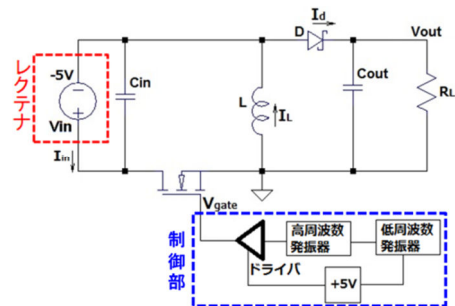 Id
D
Vout
レクテナ
-5V
Cin
Cout
L
IL
RL
Vin
Iin
Vgate
制御部
高周波数
発振器
低周波数
発振器
ドライバ
+5V